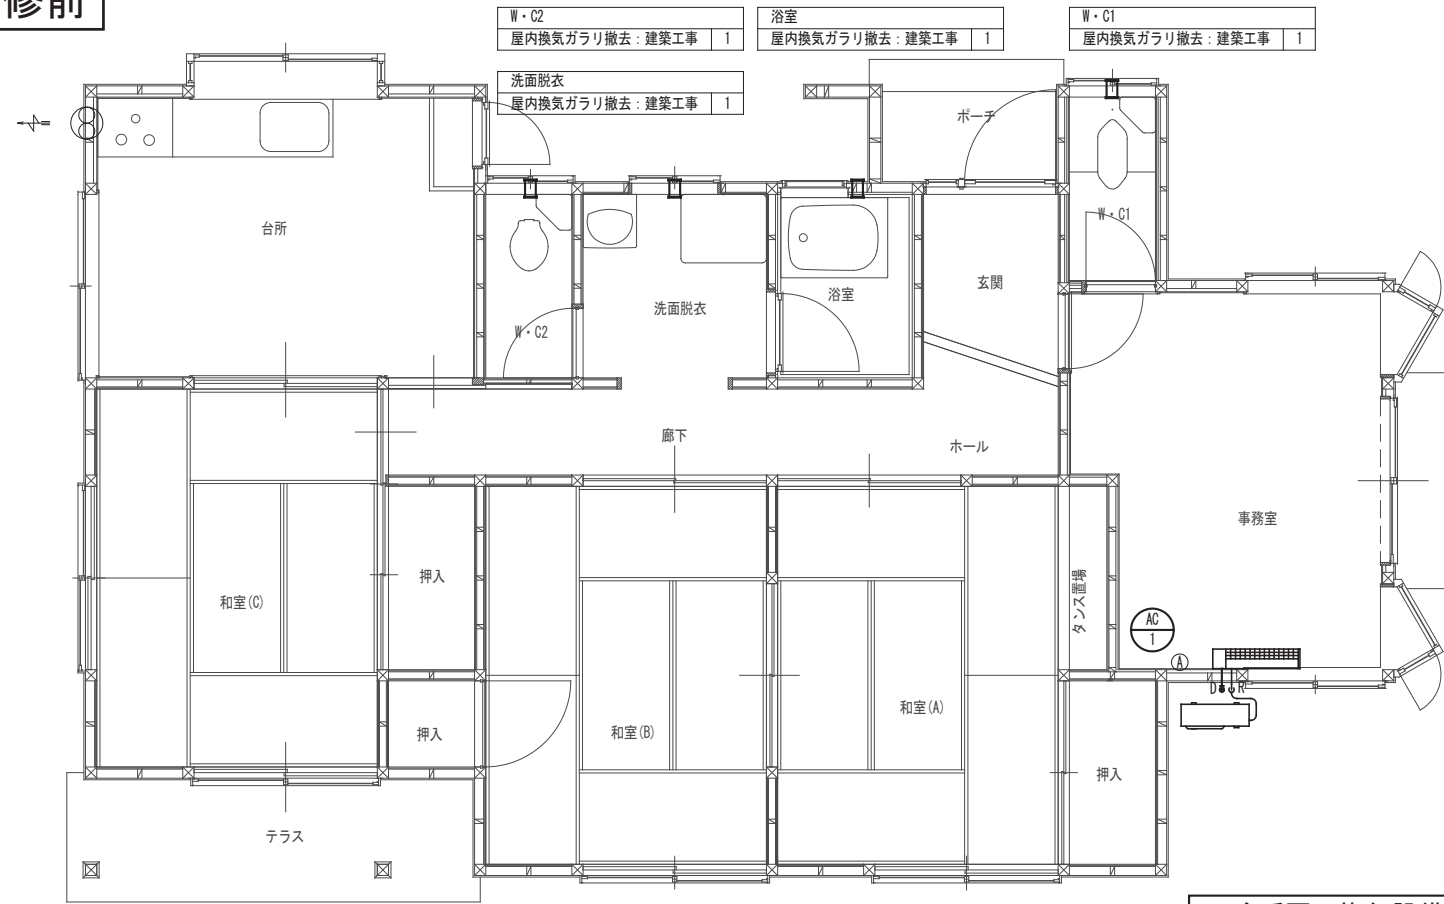 修前
W・C2
屋内換気ガラリ撤去：建築工事 1
浴室
屋内換気ガラリ撤去：建築工事 1
W・C1
屋内換気ガラリ撤去：建築工事 1
洗面脱衣
屋内換気ガラリ撤去：建築工事 1
ポーチ
W・C1
台所
玄関
浴室
洗面脱衣
W・C2
廊下
ホール
事務室
押入
タンス置場
和室(C)
AC
1
A
D
R
和室(A)
和室(B)
押入
押入
テラス